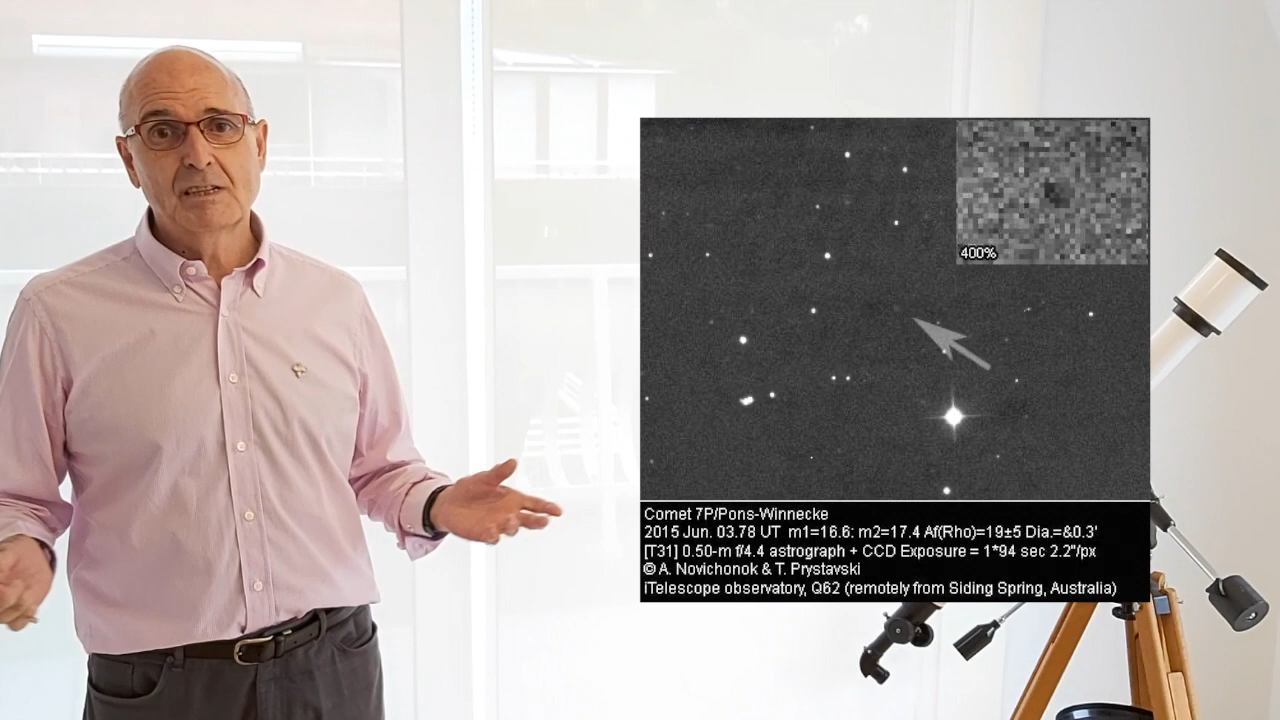 400%
Comet 7P/Pons-Winnecke
2015 Jun. 03.78 UT m1=16.6: m2=17.4 Af(Rho)=19±5 Dia.=&0.3'
[T31] 0.50-m f/4.4 astrograph + CCD Exposure = 1*94 sec 2.2"/px
© A. Novichonok & T. Prystavski
iTelescope observatory, Q62 (remotely from Siding Spring, Australia)